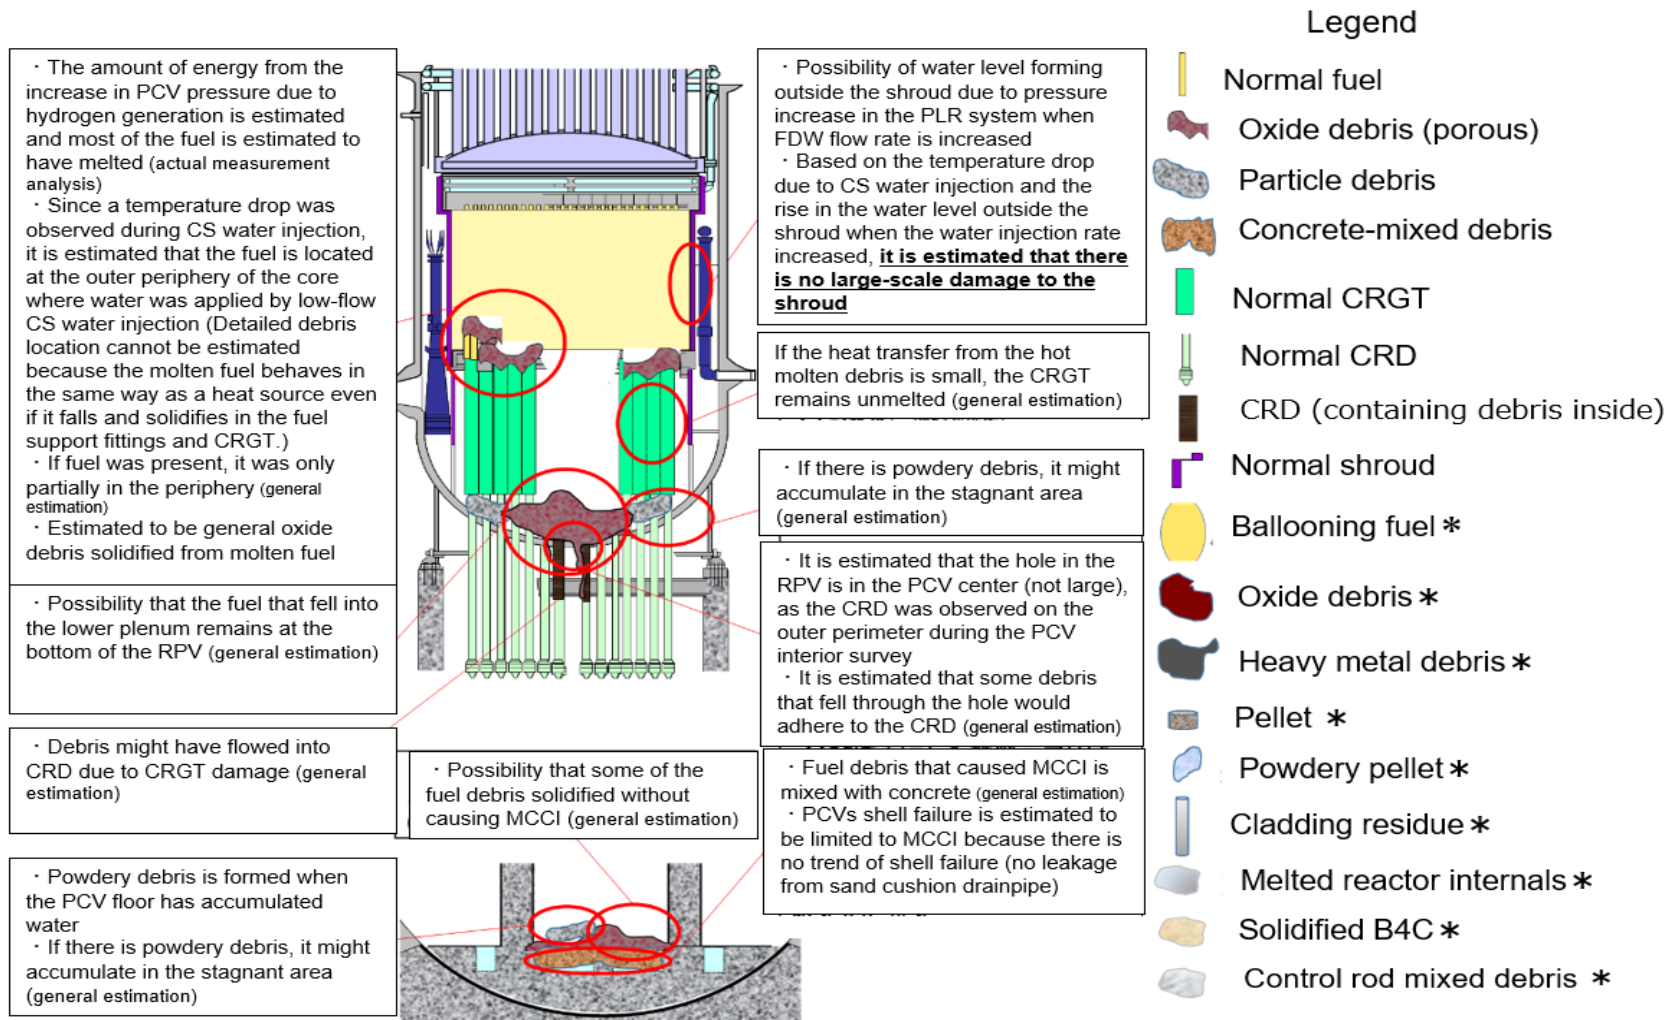 · The amount of energy from the
increase in PCV pressure due to
hydrogen generation is estimated
and most of the fuel is estimated to
have melted (actual measurement
analysis)
· Since a temperature drop was
observed during CS water injection,
it is estimated that the fuel is located
at the outer periphery of the core
where water was applied by low-flow
CS water injection (Detailed debris
location cannot be estimated
because the molten fuel behaves in
the same way as a heat source even
if it falls and solidifies in the fuel
support fittings and CRGT.)
· If fuel was present, it was only
partially in the periphery (general
estimation)
· Estimated to be general oxide
debris solidified from molten fuel
· Possibility that the fuel that fell into
the lower plenum remains at the
bottom of the RPV (general estimation)
· Debris might have flowed into
CRD due to CRGT damage (general
estimation)
· Powdery debris is formed when
the PCV floor has accumulated
water
· If there is powdery debris, it might
accumulate in the stagnant area
(general estimation)
· Possibility that some of the
fuel debris solidified without
causing MCCI (general estimation)
· Possibility of water level forming
outside the shroud due to pressure
increase in the PLR system when
FDW flow rate is increased
· Based on the temperature drop
due to CS water injection and the
rise in the water level outside the
shroud when the water injection rate
increased, it is estimated that there
is no large-scale damage to the
shroud
If the heat transfer from the hot
molten debris is small, the CRGT
remains unmelted (general estimation)
· If there is powdery debris, it might
accumulate in the stagnant area
(general estimation)
· It is estimated that the hole in the
RPV is in the PCV center (not large),
as the CRD was observed on the
outer perimeter during the PCV
interior survey
· It is estimated that some debris
that fell through the hole would
adhere to the CRD (general estimation)
· Fuel debris that caused MCCI is
mixed with concrete (general estimation)
· PCVs shell failure is estimated to
be limited to MCCI because there is
no trend of shell failure (no leakage
from sand cushion drainpipe)
Legend
Normal fuel
Oxide debris (porous)
Particle debris
Concrete-mixed debris
Normal CRGT
Normal CRD
CRD (containing debris inside)
Normal shroud
Ballooning fuel *
Oxide debris *
Heavy metal debris *
Pellet *
Powdery pellet *
Cladding residue *
Melted reactor internals *
Solidified B4C *
Control rod mixed debris *